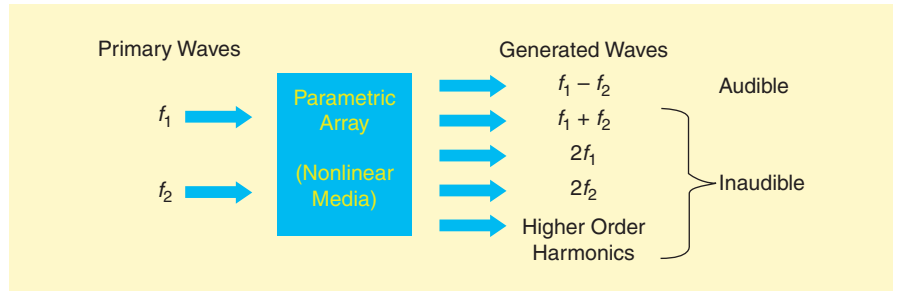 Primary Waves
Generated Waves
f1
f2
Parametric
Array
(Nonlinear
Media)
f1 – f2
f1 + f2
2f1
2f2
Higher Order
Harmonics
Audible
Inaudible